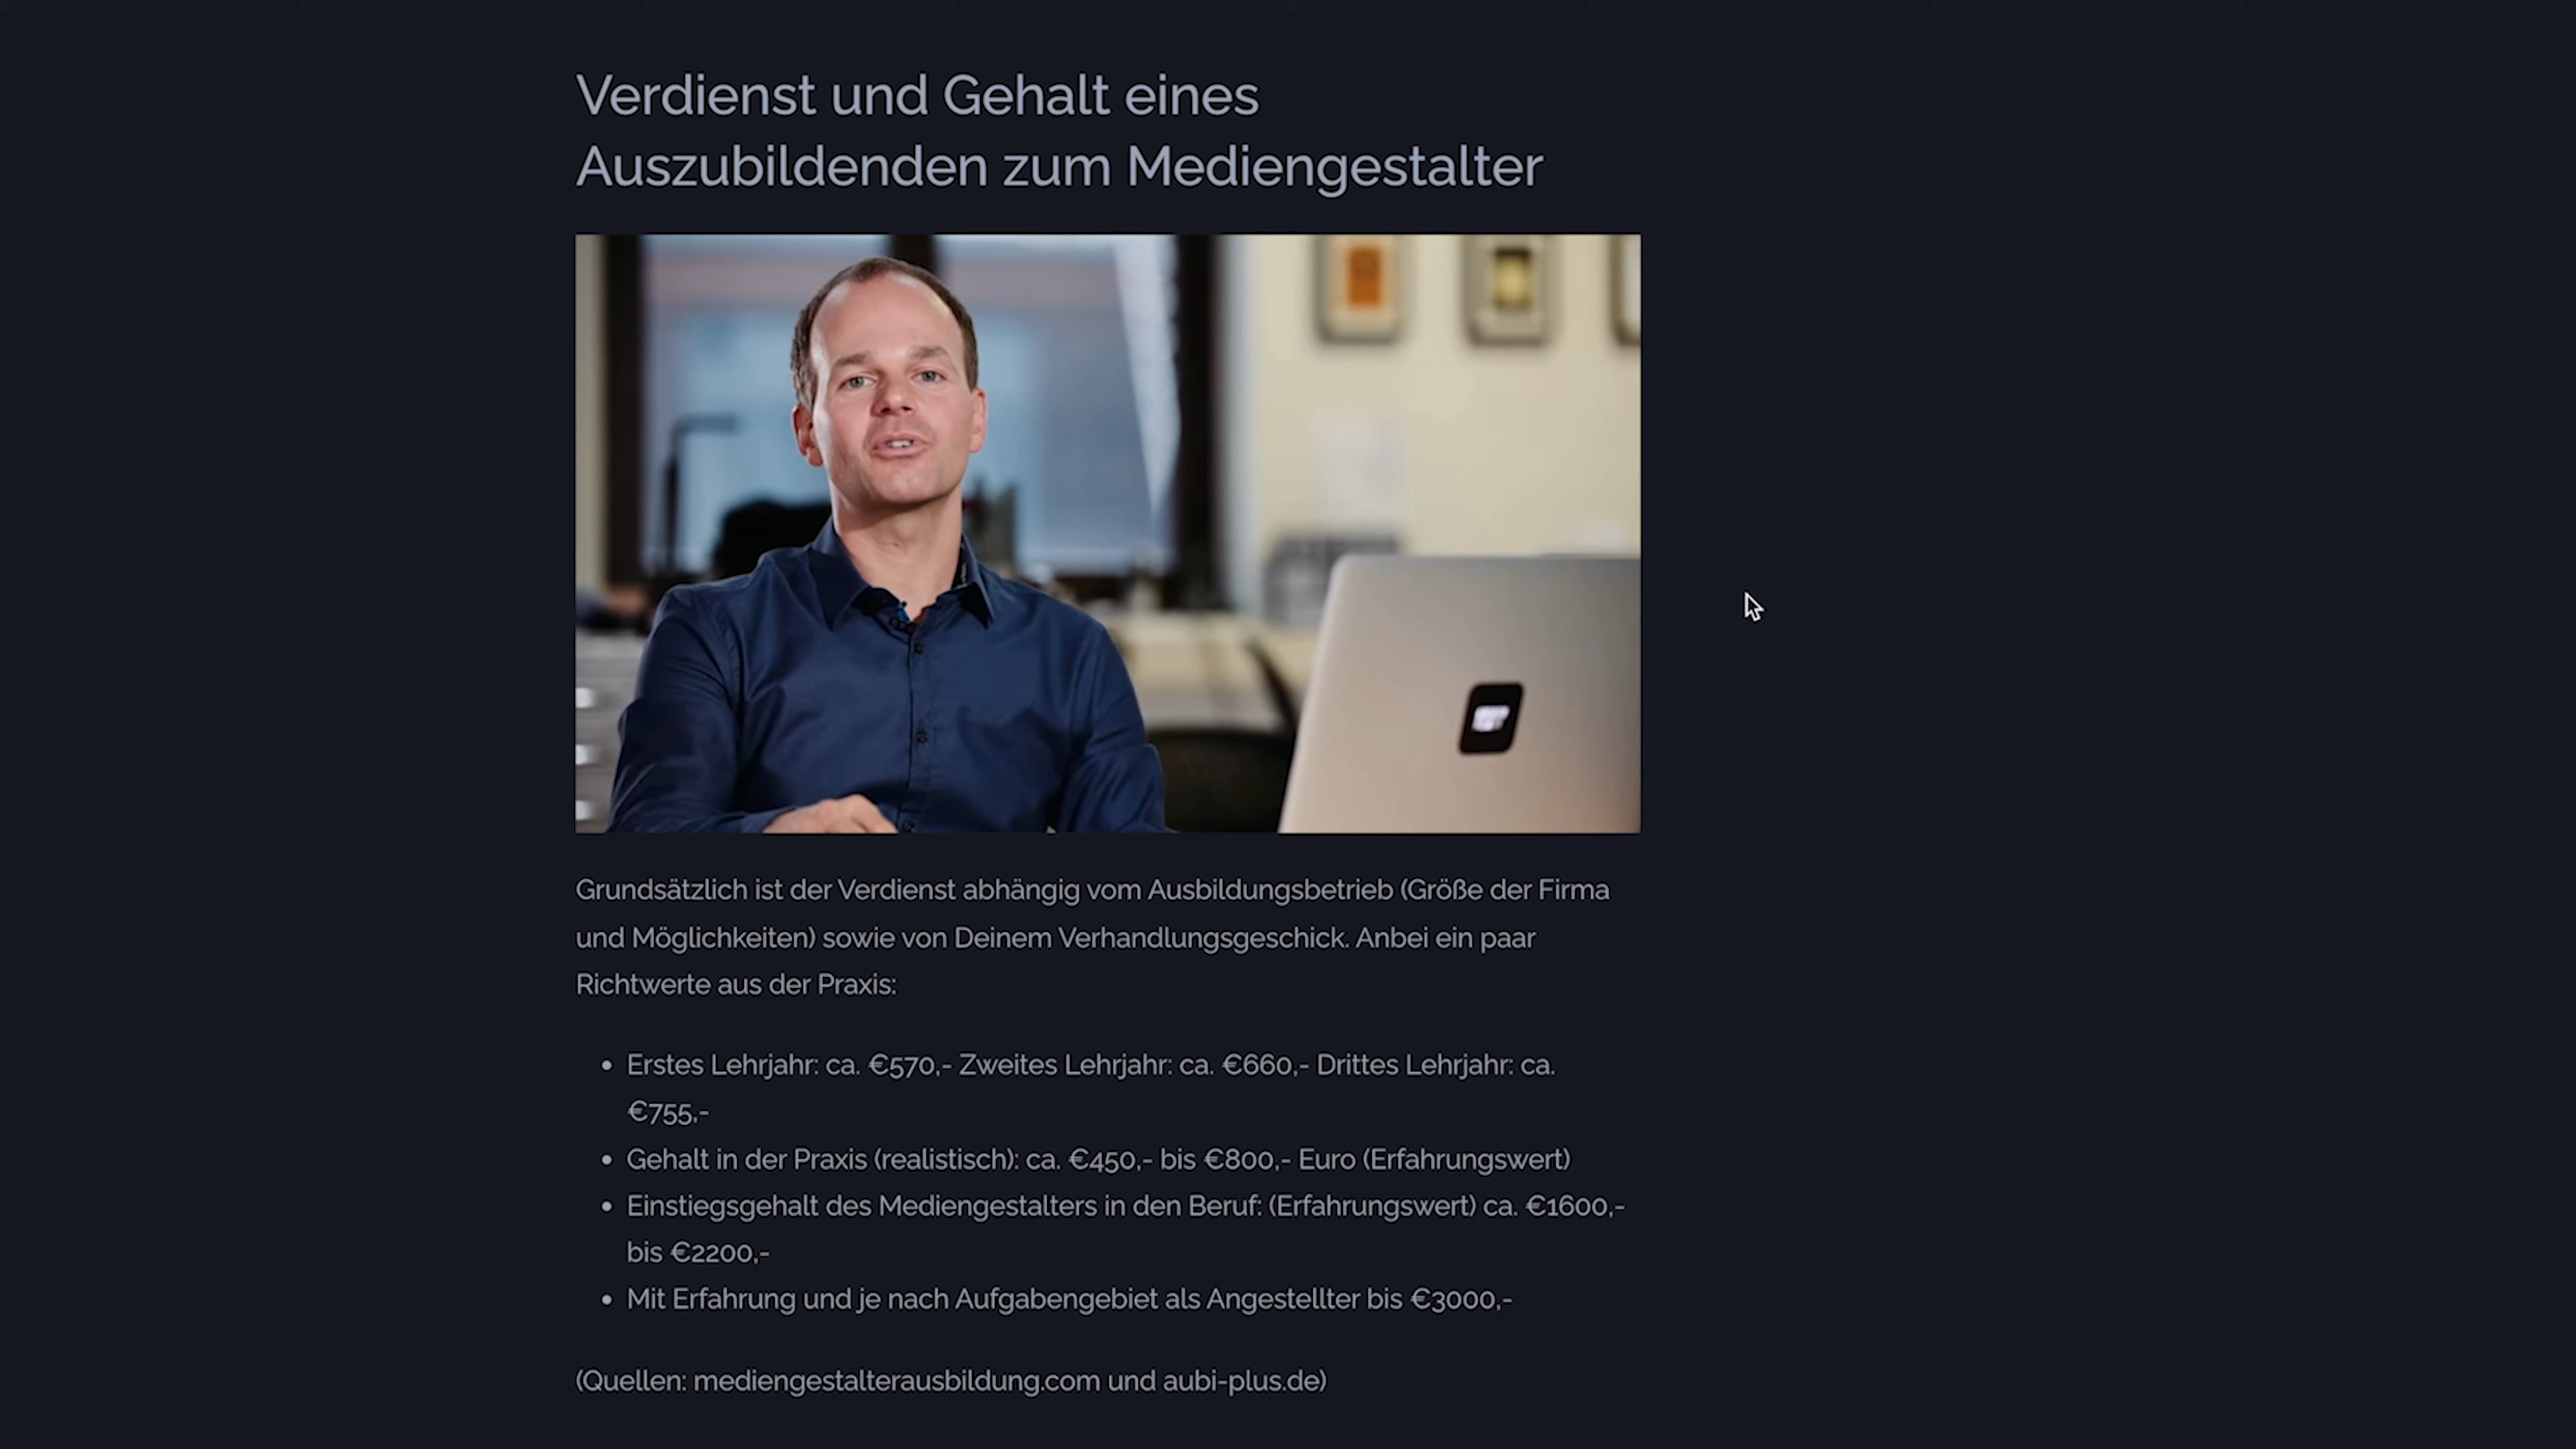 Verdienst und Gehalt eines
Auszubildenden zum Mediengestalter
Grundsätzlich ist der Verdienst abhängig vom Ausbildungsbetrieb (Größe der Firma
und Möglichkeiten) sowie von Deinem Verhandlungsgeschick. Anbei ein paar
Richtwerte aus der Praxis:
• Erstes Lehrjahr: ca. €570,- Zweites Lehrjahr: ca. €660,- Drittes Lehrjahr: ca.
€755,-
• Gehalt in der Praxis (realistisch): ca. €450,- bis €800,- Euro (Erfahrungswert)
• Einstiegsgehalt des Mediengestalters in den Beruf: (Erfahrungswert) ca. €1600,-
bis €2200,-
• Mit Erfahrung und je nach Aufgabengebiet als Angestellter bis €3000,-
(Quellen: mediengestalterausbildung.com und aubi-plus.de)